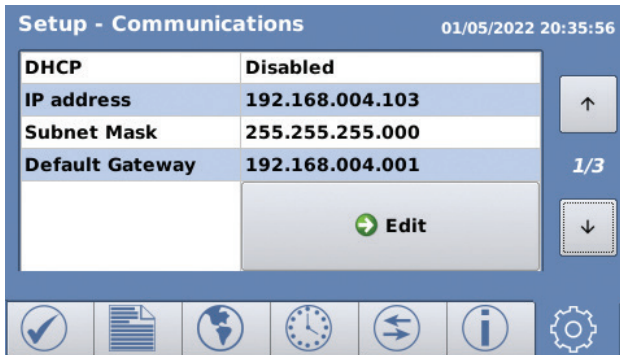 Setup - Communications 01/05/2022 20:35:56
DHCP Disabled
IP address 192.168.004.103
Subnet Mask 255.255.255.000
Default Gateway 192.168.004.001
1/3
Edit